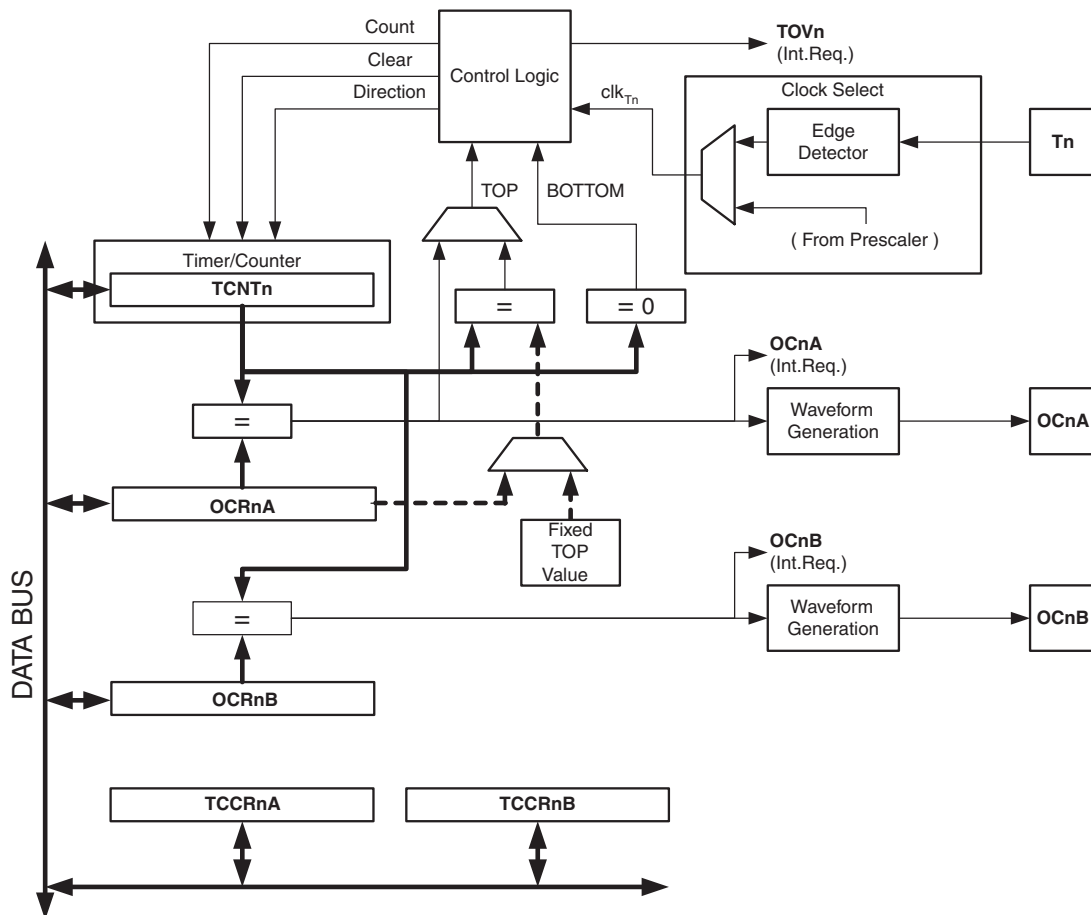 Count
Clear
Direction
Control Logic
TOVn
(Int.Req.)
clkTn
Clock Select
Edge
Detector
Tn
( From Prescaler )
TOP
BOTTOM
Timer/Counter
TCNTn
=
= 0
OCnA
(Int.Req.)
=
Waveform
Generation
OCnA
OCRnA
Fixed
TOP
Value
OCnB
(Int.Req.)
=
Waveform
Generation
OCnB
OCRnB
DATA BUS
TCCRnA
TCCRnB